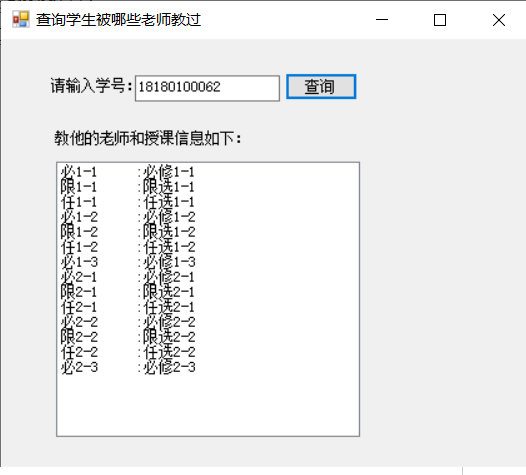 查询学生被哪些老师教过
请输入学号:18180100062 查询
教他的老师和授课信息如下:
必1-1 :必修1-1
限1-1 :限选1-1
任1-1 :任选1-1
必1-2 :必修1-2
限1-2 :限选1-2
任1-2 :任选1-2
必1-3 :必修1-3
必2-1 :必修2-1
限2-1 :限选2-1
任2-1 :任选2-1
必2-2 :必修2-2
限2-2 :限选2-2
任2-2 :任选2-2
必2-3 :必修2-3